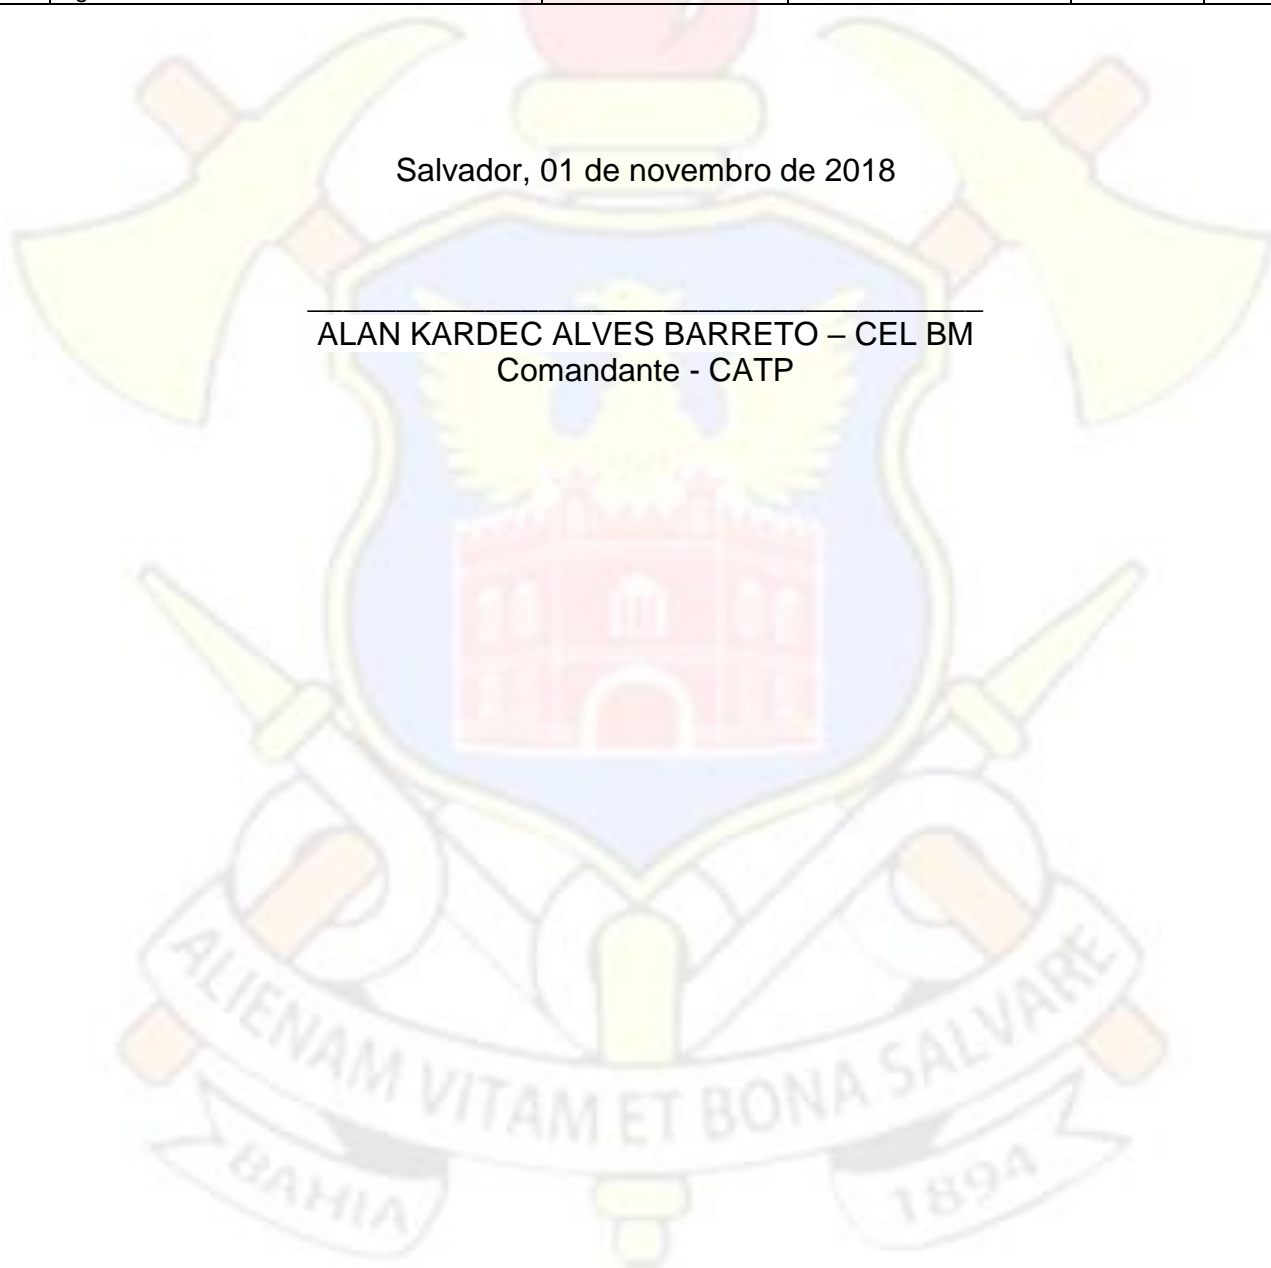 Salvador, 01 de novembro de 2018
ALAN KARDEC ALVES BARRETO – CEL BM
Comandante - CATP
ALIENAM VITAM ET BONA SALVARE
BAHIA
1894